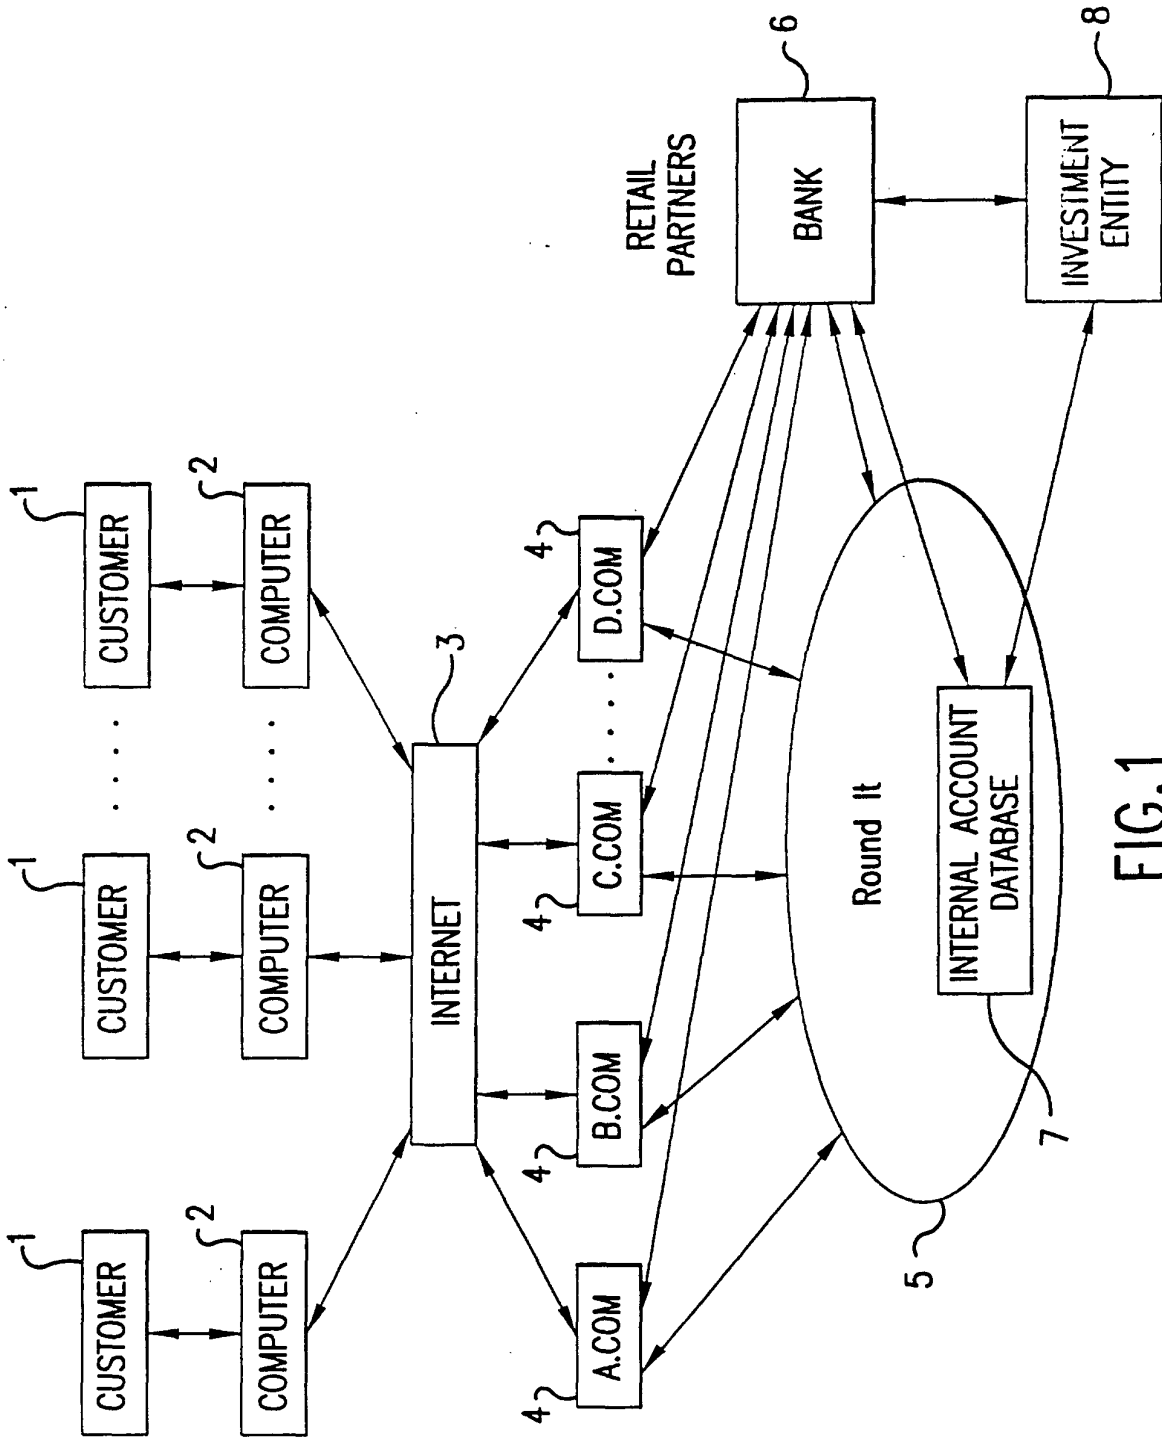 1
1
1
CUSTOMER
CUSTOMER
. . . .
CUSTOMER
2
2
2
COMPUTER
COMPUTER
. . . .
COMPUTER
3
INTERNET
4
4
4
4
A.COM
B.COM
C.COM
. . . .
D.COM
RETAIL
PARTNERS
6
BANK
Round It
5
INTERNAL ACCOUNT
DATABASE
7
8
INVESTMENT
ENTITY
FIG.1